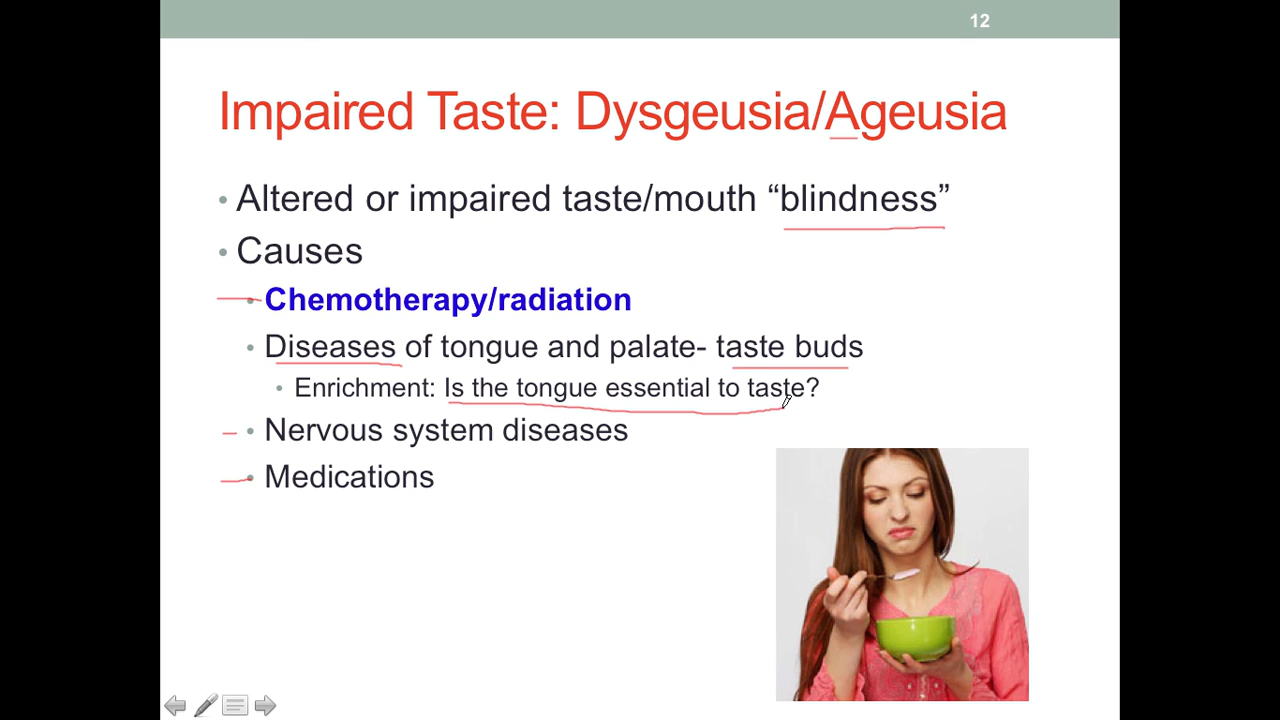 12
Impaired Taste: Dysgeusia/Ageusia
• Altered or impaired taste/mouth “blindness”
• Causes
• Chemotherapy/radiation
• Diseases of tongue and palate- taste buds
• Enrichment: Is the tongue essential to taste?
• Nervous system diseases
• Medications